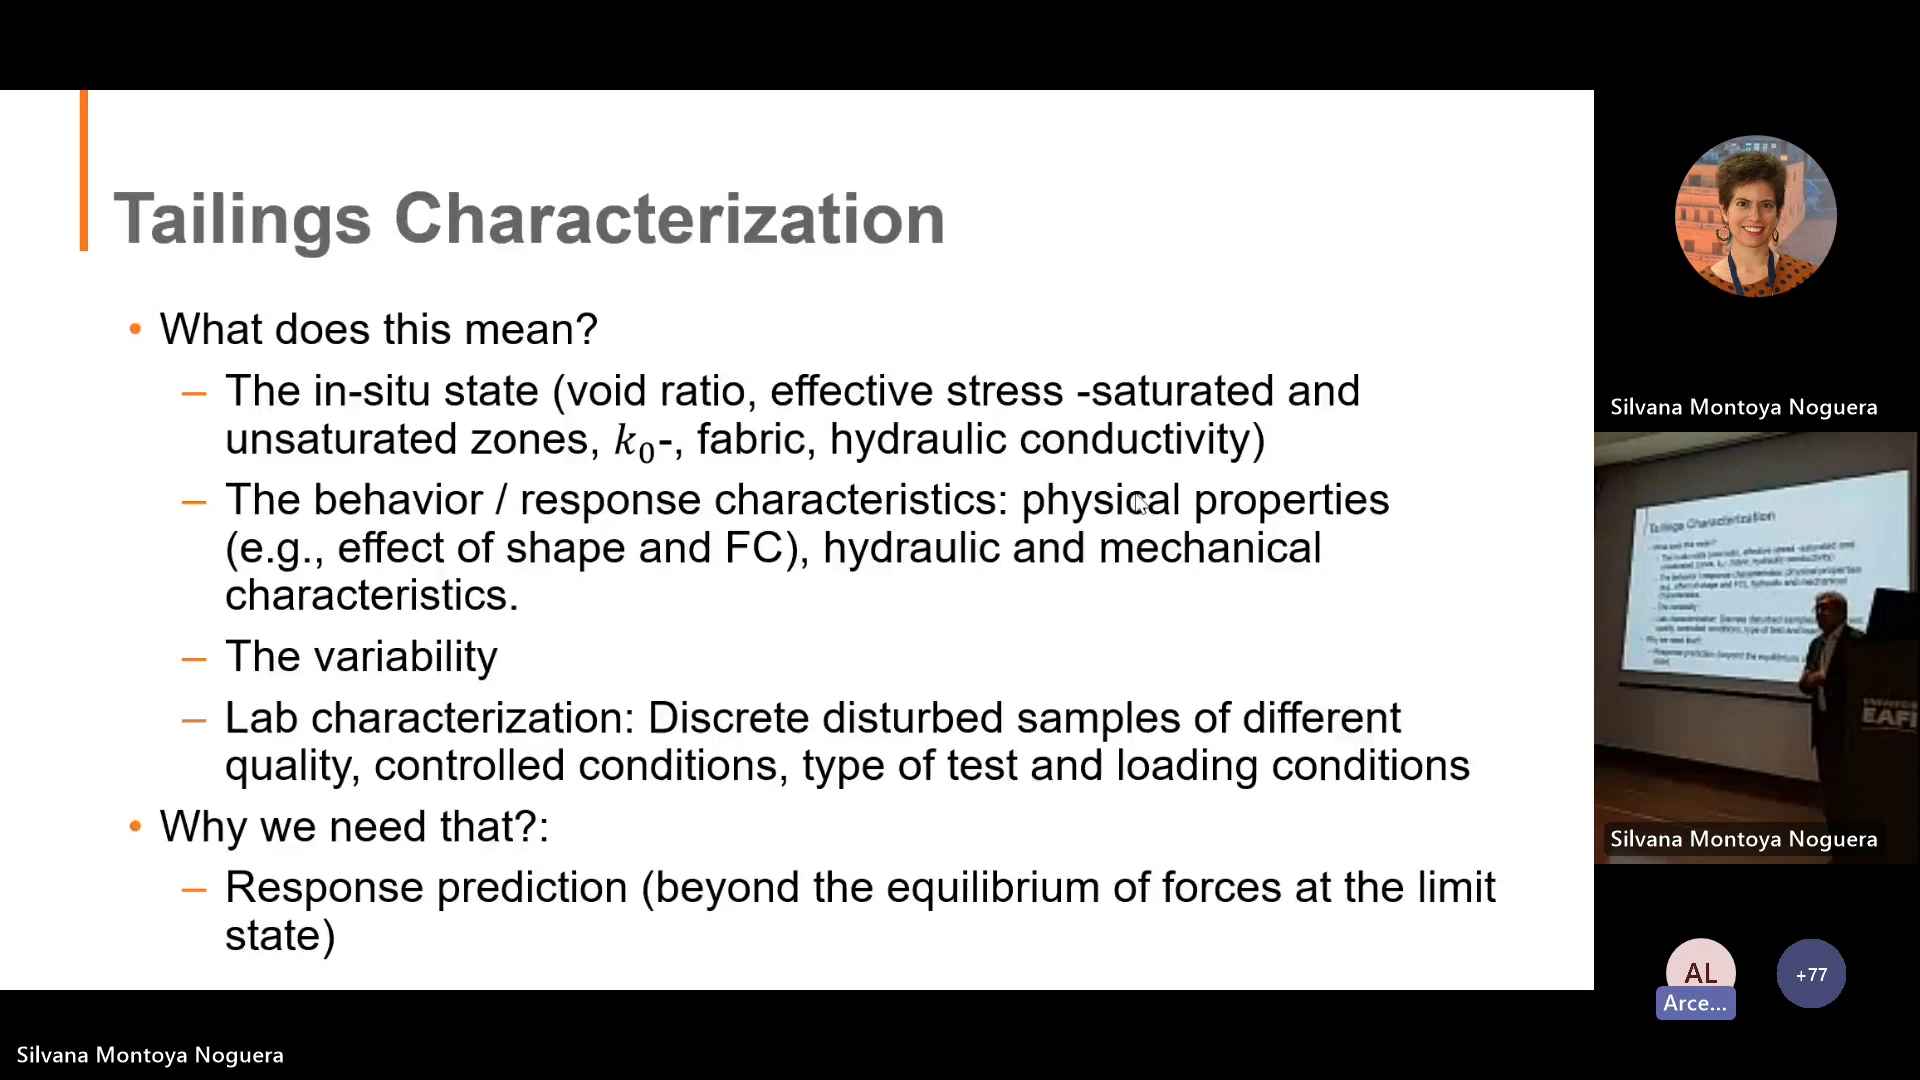 Tailings Characterization
• What does this mean?
– The in-situ state (void ratio, effective stress -saturated and
unsaturated zones, k₀-, fabric, hydraulic conductivity)
– The behavior / response characteristics: physical properties
(e.g., effect of shape and FC), hydraulic and mechanical
characteristics.
– The variability
– Lab characterization: Discrete disturbed samples of different
quality, controlled conditions, type of test and loading conditions
• Why we need that?:
– Response prediction (beyond the equilibrium of forces at the limit
state)
Silvana Montoya Noguera
Tailings Characterization
EAFI
Silvana Montoya Noguera
AL
+77
Arce...
Silvana Montoya Noguera